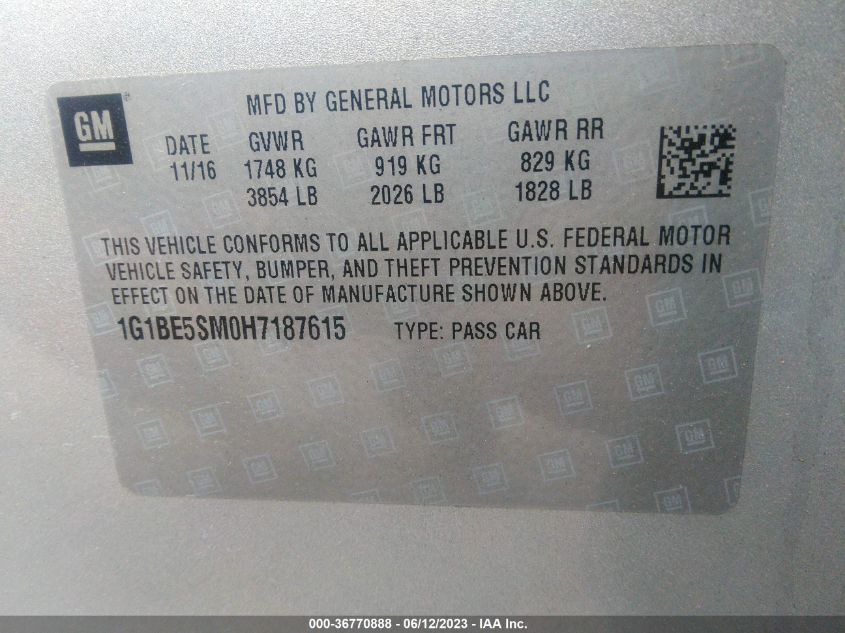 GM
MFD BY GENERAL MOTORS LLC
DATE GVWR GAWR FRT GAWR RR
11/16 1748 KG 919 KG 829 KG
3854 LB 2026 LB 1828 LB
THIS VEHICLE CONFORMS TO ALL APPLICABLE U.S. FEDERAL MOTOR
VEHICLE SAFETY, BUMPER, AND THEFT PREVENTION STANDARDS IN
EFFECT ON THE DATE OF MANUFACTURE SHOWN ABOVE.
1G1BE5SM0H7187615 TYPE: PASS CAR
000-36770888 - 06/12/2023 - IAA Inc.